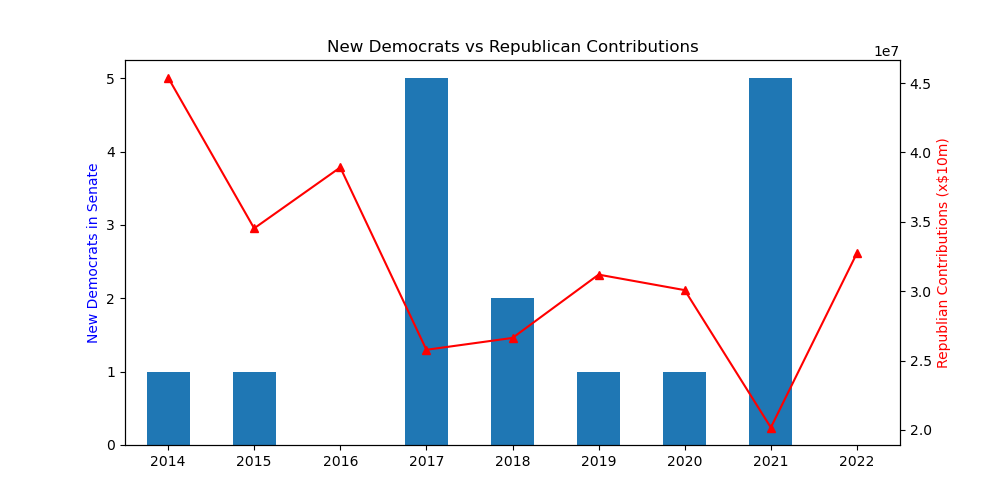 New Democrats vs Republican Contributions
1e7
5
4
3
2
1
0
New Democrats in Senate
4.5
4.0
3.5
3.0
2.5
2.0
Republian Contributions (x$10m)
2014 2015 2016 2017 2018 2019 2020 2021 2022